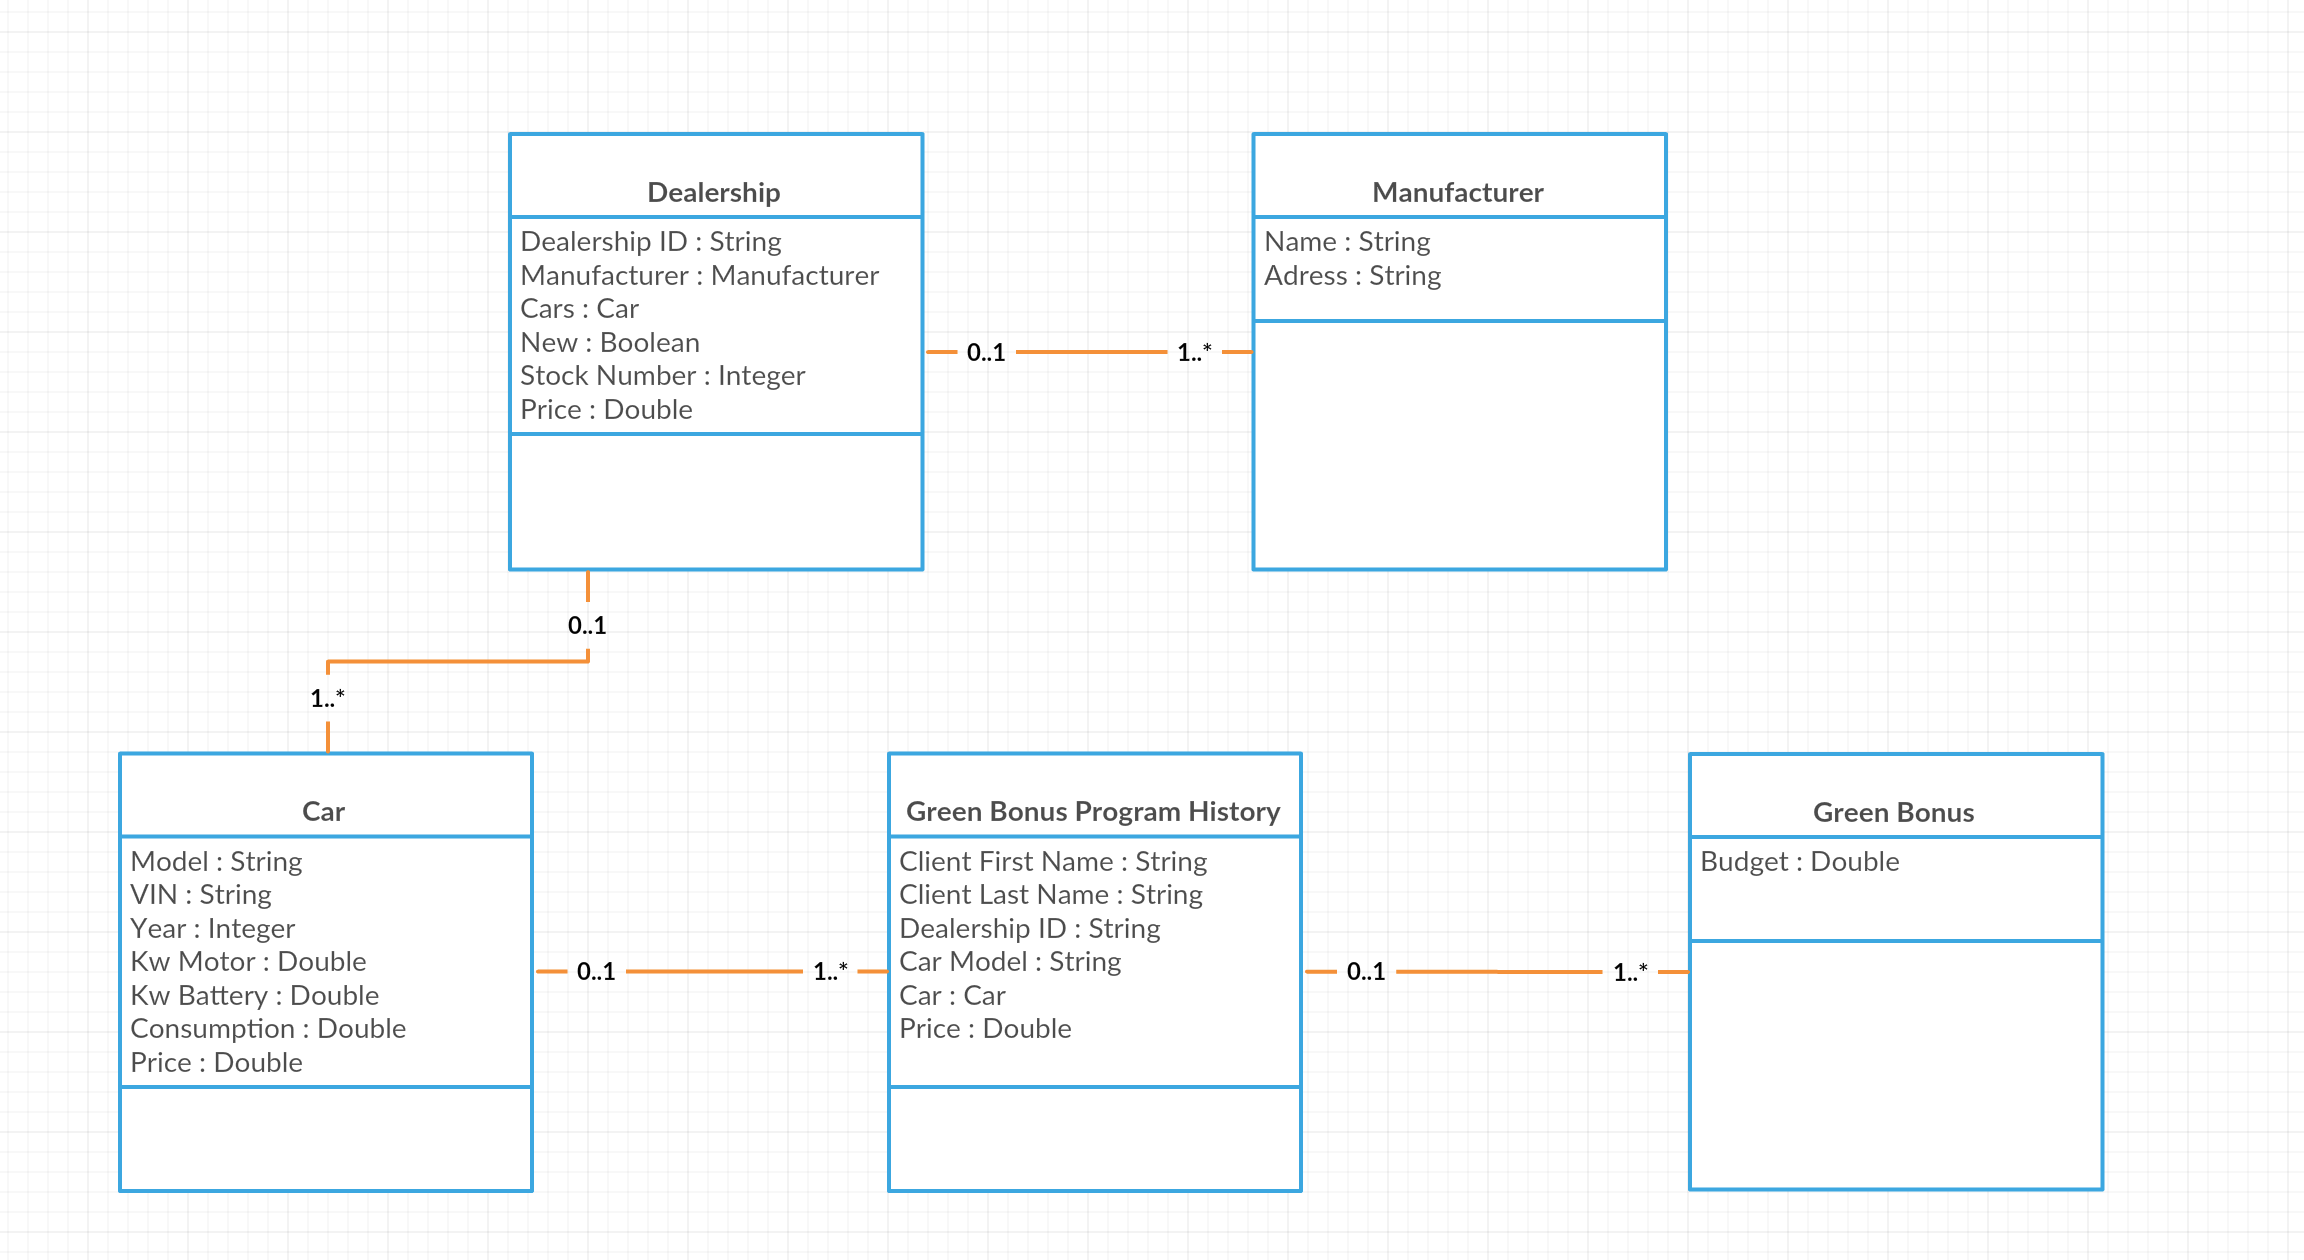 Dealership
Dealership ID : String
Manufacturer : Manufacturer
Cars : Car
New : Boolean
Stock Number : Integer
Price : Double
Manufacturer
Name : String
Adress : String
0..1
1..*
0..1
1..*
Car
Model : String
VIN : String
Year : Integer
Kw Motor : Double
Kw Battery : Double
Consumption : Double
Price : Double
0..1
1..*
Green Bonus Program History
Client First Name : String
Client Last Name : String
Dealership ID : String
Car Model : String
Car : Car
Price : Double
0..1
1..*
Green Bonus
Budget : Double